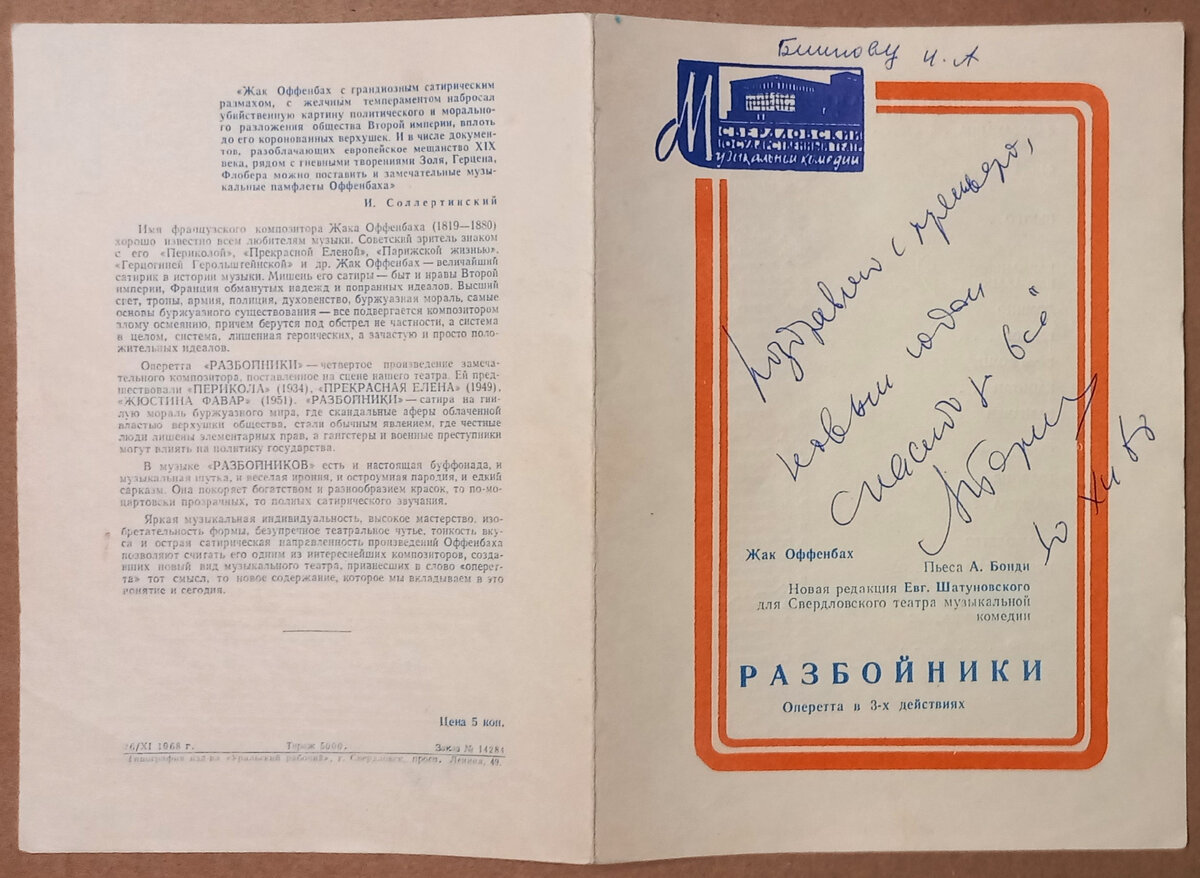 «Жак Оффенбах с грандиозным сатирическим
размахом, с желчным темпераментом набросал
убийственную картину политического и морально-
го разложения общества Второй империи, вплоть
до его коронованных верхушек. И в числе докумен-
тов, разоблачающих европейское мещанство XIX
века, рядом с гневными творениями Золя, Герцена,
Флобера можно поставить и замечательные музы-
кальные памфлеты Оффенбаха»
И. Соллертинский
Имя французского композитора Жака Оффенбаха (1819—1880)
хорошо известно всем любителям музыки. Советский зритель знаком
с его «Периколой», «Прекрасной Еленой», «Парижской жизнью»,
«Герцогиней Герольштейнской» и др. Жак Оффенбах — величайший
сатирик в истории музыки. Мишень его сатиры — быт и нравы Второй
империи, Франция обманутых надежд и попранных идеалов. Высший
свет, троны, армия, полиция, духовенство, буржуазная мораль, самые
основы буржуазного существования — все подвергается композитором
злому осмеянию, причем берутся под обстрел не частности, а система
в целом, система, лишенная героических, а зачастую и просто поло-
жительных идеалов.
Оперетта «РАЗБОЙНИКИ» — четвертое произведение замеча-
тельного композитора, поставленное на сцене нашего театра. Ей пред-
шествовали «ПЕРИКОЛА» (1934), «ПРЕКРАСНАЯ ЕЛЕНА» (1949),
«ЖЮСТИНА ФАВАР» (1951). «РАЗБОЙНИКИ» — сатира на гни-
лую мораль буржуазного мира, где скандальные аферы облаченной
властью верхушки общества, стали обычным явлением, где честные
люди лишены элементарных прав, а гангстеры и военные преступники
могут влиять на политику государства.
В музыке «РАЗБОЙНИКОВ» есть и настоящая буффонада, и
музыкальная шутка, и веселая ирония, и остроумная пародия, и едкий
сарказм. Она покоряет богатством и разнообразием красок, то по-мо-
цартовски прозрачных, то полных сатирического звучания.
Яркая музыкальная индивидуальность, высокое мастерство, изо-
бретательность формы, безупречное театральное чутье, тонкость вку-
са и острая сатирическая направленность произведений Оффенбаха
позволяют считать его одним из интереснейших композиторов, создав-
ших новый вид музыкального театра, привнесших в слово «оперет-
та» тот смысл, то новое содержание, которое мы вкладываем в это
понятие и сегодня.
Цена 5 коп.
26/XI 1968 г. Тираж 5000. Заказ № 14284
Типография изд-ва «Уральский рабочий», г. Свердловск, просп. Ленина, 49.
И. А
СВЕРДЛОВСКИЙ
ГОСУДАРСТВЕННЫЙ ТЕАТР
Музыкальной комедии
Поздравляю с премьерой,
новым годом
спасибо за всё
Жак Оффенбах
Пьеса А. Бонди
Новая редакция Евг. Шатуновского
для Свердловского театра музыкальной
комедии
РАЗБОЙНИКИ
Оперетта в 3-х действиях